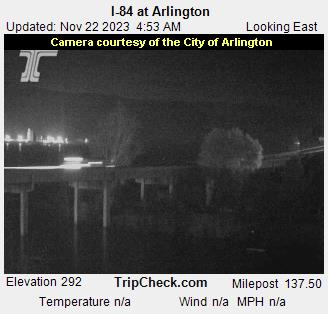 I-84 at Arlington
Updated: Nov 22 2023 4:53 AM Looking East
Camera courtesy of the City of Arlington
Elevation 292 TripCheck.com Milepost 137.50
Temperature n/a Wind n/a MPH n/a